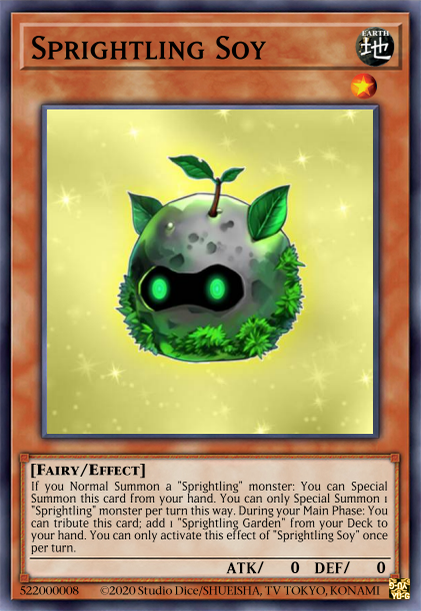 Sprightling Soy
EARTH
地
[Fairy/Effect]
If you Normal Summon a "Sprightling" monster: You can Special
Summon this card from your hand. You can only Special Summon 1
"Sprightling" monster per turn this way. During your Main Phase: You
can tribute this card; add 1 "Sprightling Garden" from your Deck to
your hand. You can only activate this effect of "Sprightling Soy" once
per turn.
ATK/ 0 DEF/ 0
522000008 ©2020 Studio Dice/SHUEISHA, TV TOKYO, KONAMI